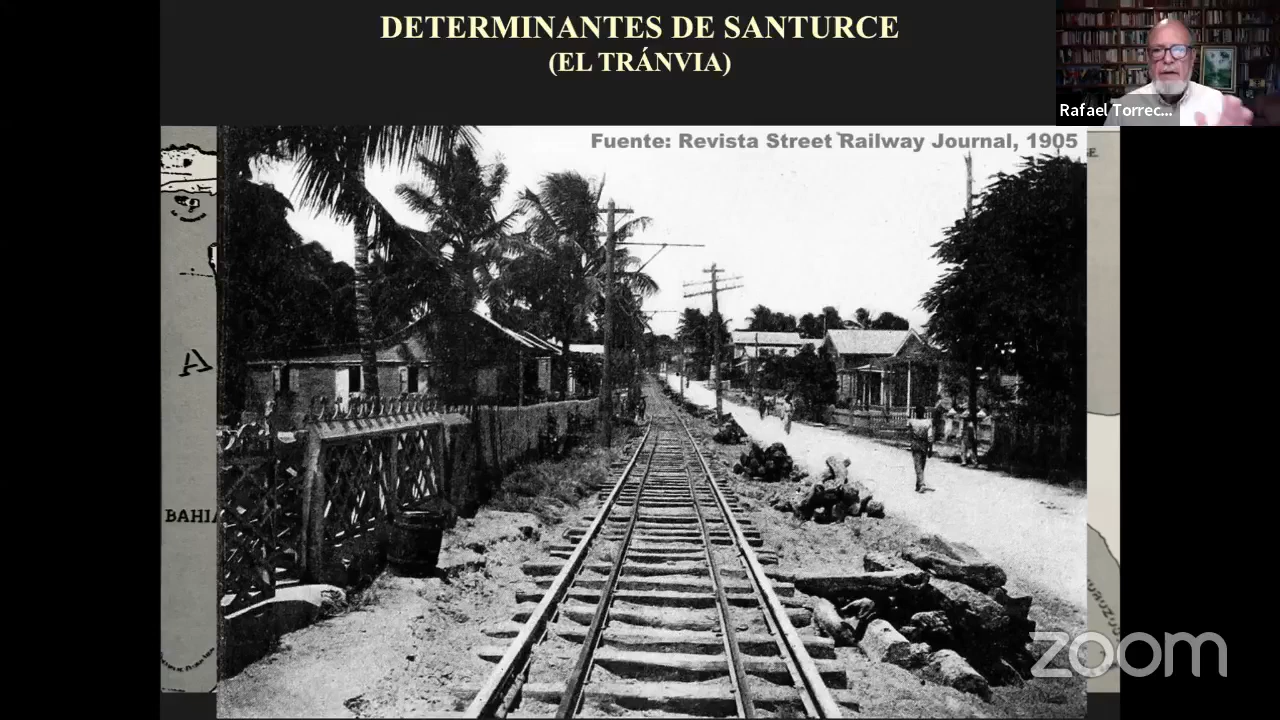 DETERMINANTES DE SANTURCE
(EL TRÁNVIA)
Rafael Torrec...
Fuente: Revista Street Railway Journal, 1905
A
BAHIA
zoom